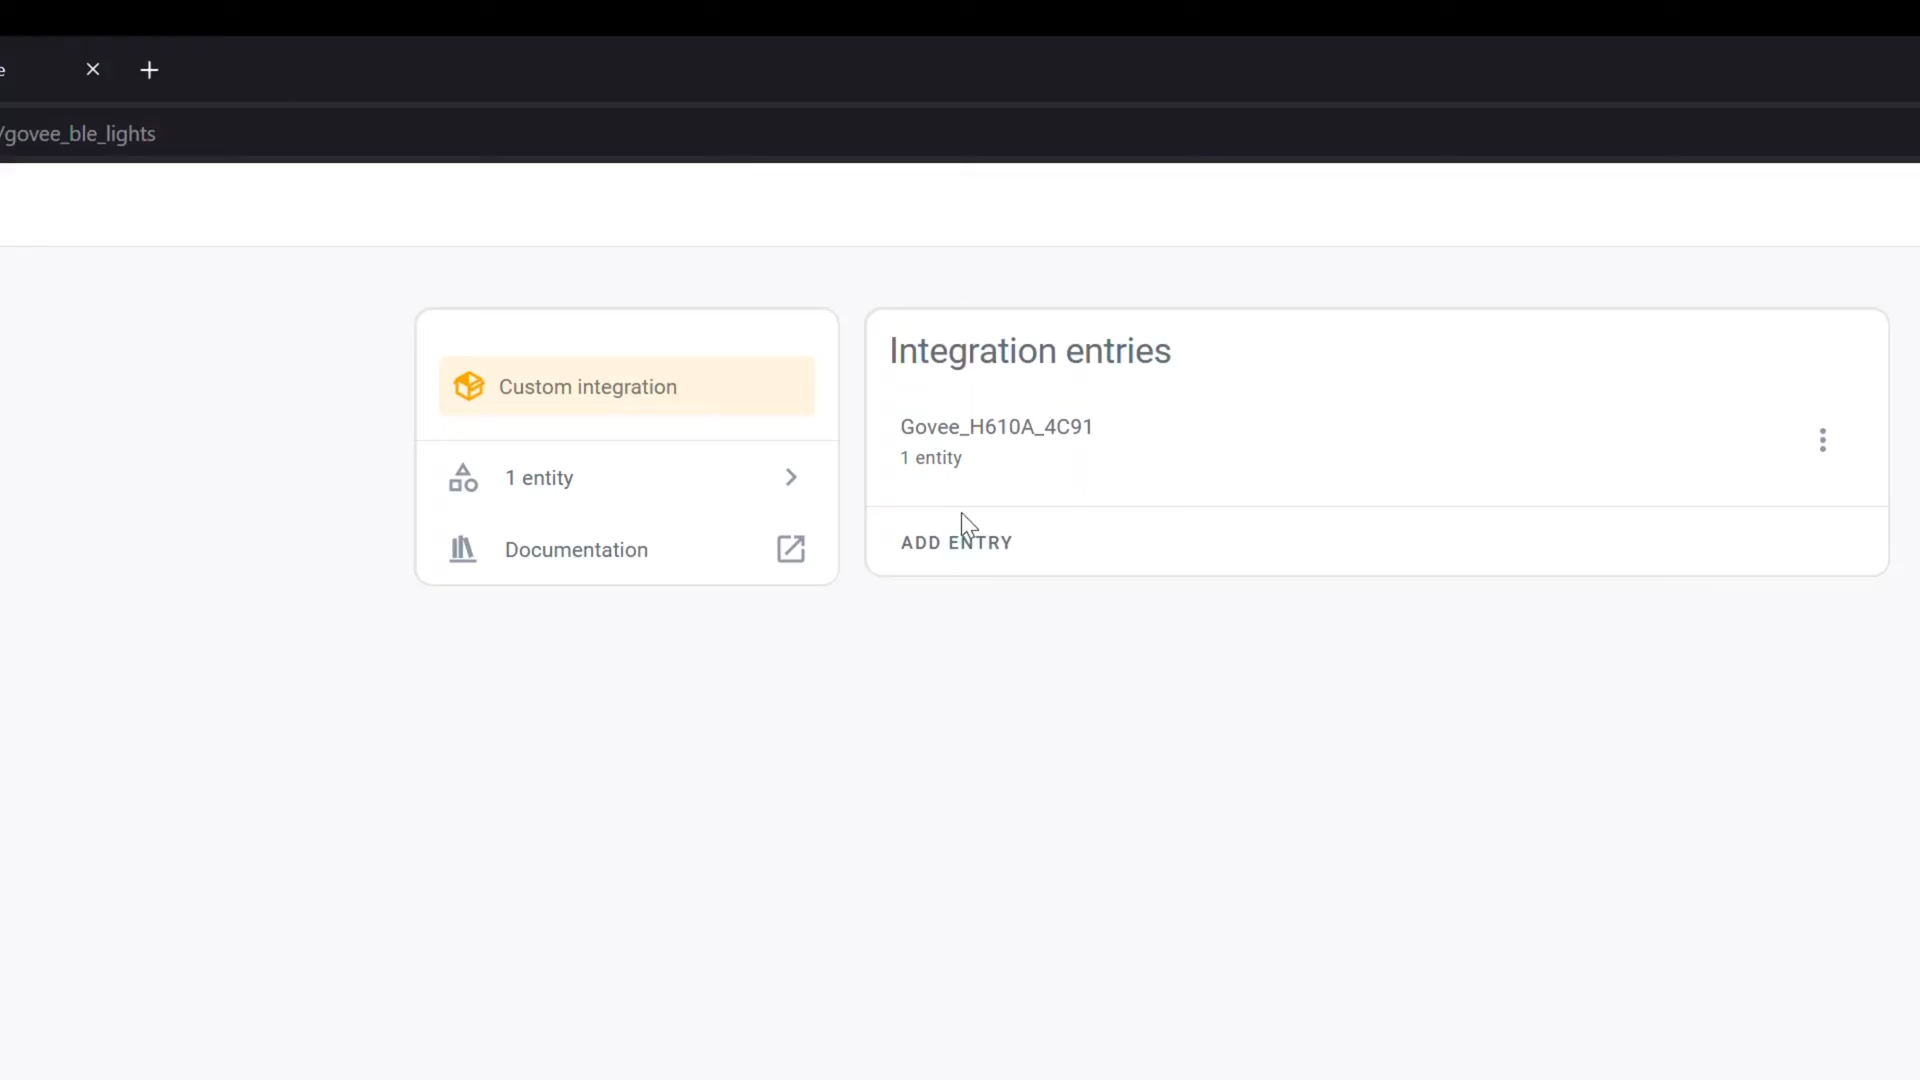 e
/govee_ble_lights
Custom integration
1 entity
Documentation
Integration entries
Govee_H610A_4C91
1 entity
ADD ENTRY